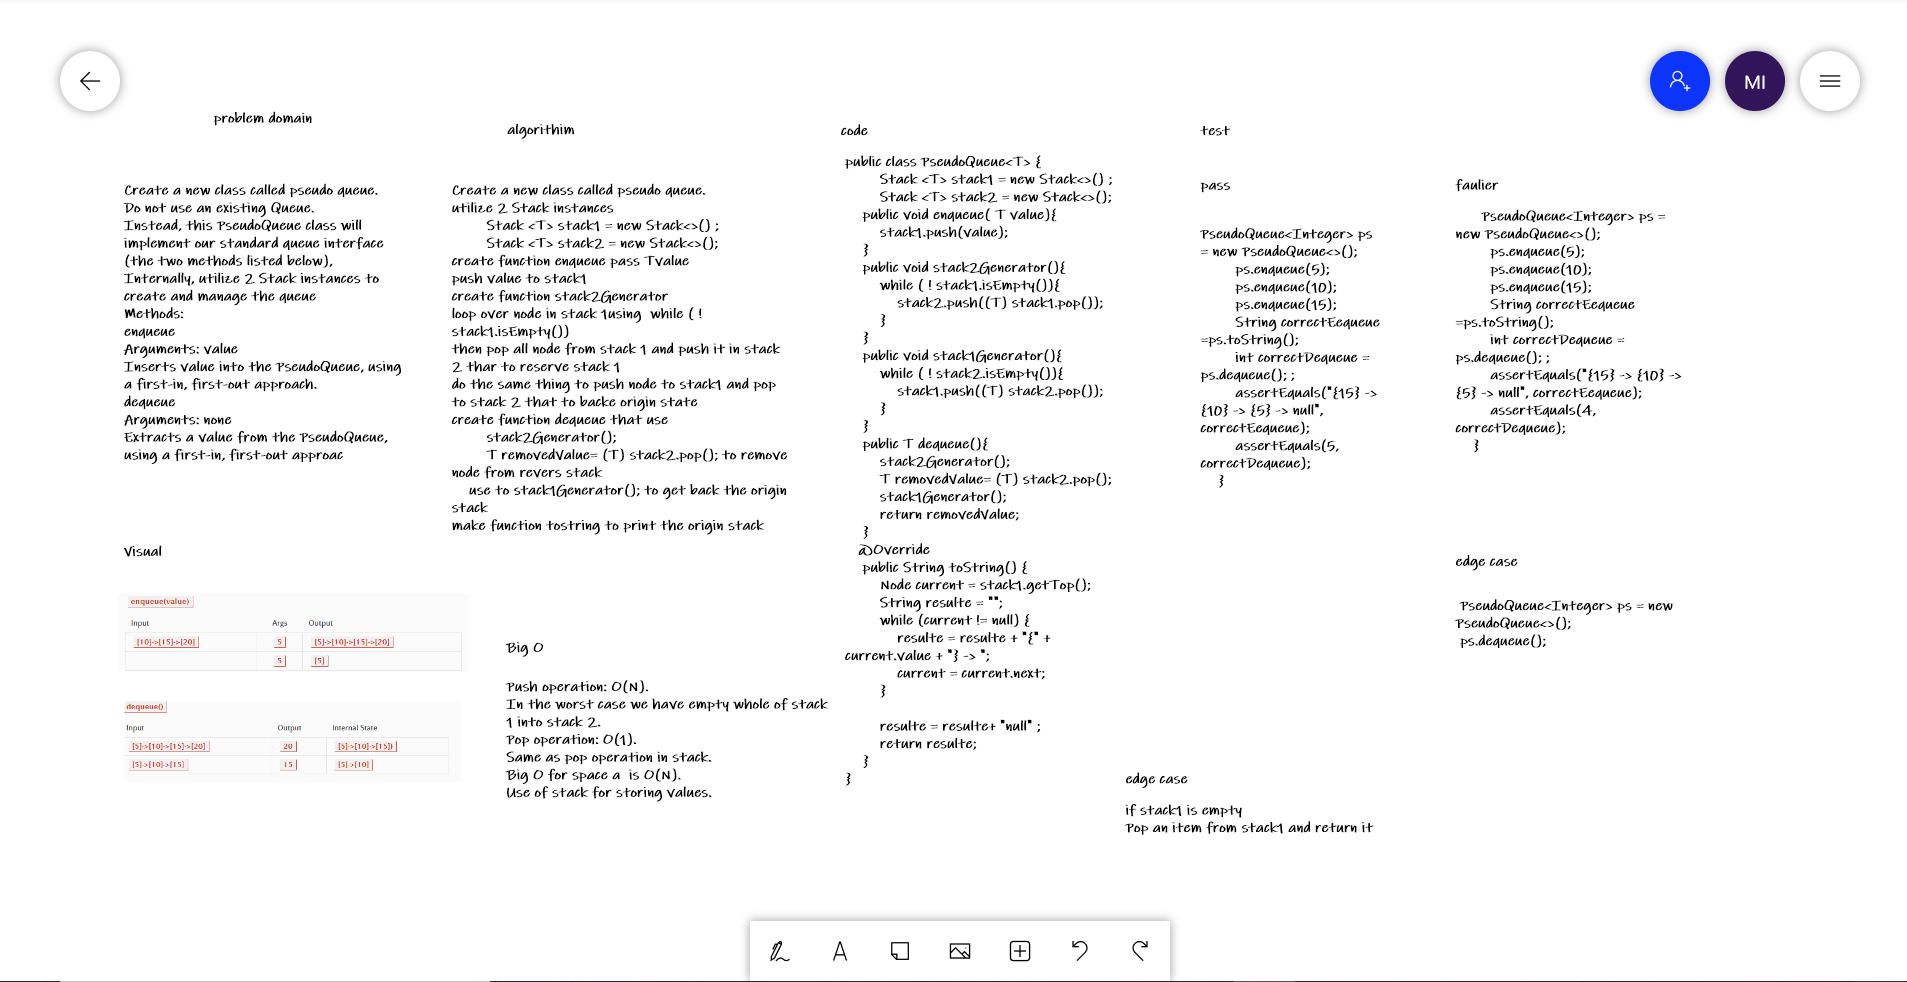 MI
problem domain
Create a new class called pseudo queue.
Do not use an existing Queue.
Instead, this PseudoQueue class will
implement our standard queue interface
(the two methods listed below),
Internally, utilize 2 Stack instances to
create and manage the queue
Methods:
enqueue
Arguments: value
Inserts value into the PseudoQueue, using
a first-in, first-out approach.
dequeue
Arguments: none
Extracts a value from the PseudoQueue,
using a first-in, first-out approac
Visual
enqueue(value)
Input Args Output
[10]->[15]->[20] 5 [5]->[10]->[15]->[20]
5 [5]
dequeue()
Input Output Internal State
[5]->[10]->[15]->[20] 20 [5]->[10]->[15])
[5]->[10]->[15] 15 [5]->[10]
algorithim
Create a new class called pseudo queue.
utilize 2 Stack instances
Stack <T> stack1 = new Stack<>() ;
Stack <T> stack2 = new Stack<>();
create function enqueue pass Tvalue
push value to stack1
create function stack2Generator
loop over node in stack 1using while ( !
stack1.isEmpty())
then pop all node from stack 1 and push it in stack
2 thar to reserve stack 1
do the same thing to push node to stack1 and pop
to stack 2 that to backe origin state
create function dequeue that use
stack2Generator();
T removedValue= (T) stack2.pop(); to remove
node from revers stack
use to stack1Generator(); to get back the origin
stack
make function tostring to print the origin stack
Big O
Push operation: O(N).
In the worst case we have empty whole of stack
1 into stack 2.
Pop operation: O(1).
Same as pop operation in stack.
Big O for space a is O(N).
Use of stack for storing values.
code
public class PseudoQueue<T> {
Stack <T> stack1 = new Stack<>() ;
Stack <T> stack2 = new Stack<>();
public void enqueue( T value){
stack1.push(value);
}
public void stack2Generator(){
while ( ! stack1.isEmpty()){
stack2.push((T) stack1.pop());
}
}
public void stack1Generator(){
while ( ! stack2.isEmpty()){
stack1.push((T) stack2.pop());
}
}
public T dequeue(){
stack2Generator();
T removedValue= (T) stack2.pop();
stack1Generator();
return removedValue;
}
@Override
public String toString() {
Node current = stack1.getTop();
String resulte = "";
while (current != null) {
resulte = resulte + "{" +
current.value + "} -> ";
current = current.next;
}
resulte = resulte+ "null" ;
return resulte;
}
}
test
pass
PseudoQueue<Integer> ps
= new PseudoQueue<>();
ps.enqueue(5);
ps.enqueue(10);
ps.enqueue(15);
String correctEequeue
=ps.toString();
int correctDequeue =
ps.dequeue(); ;
assertEquals("{15} ->
{10} -> {5} -> null",
correctEequeue);
assertEquals(5,
correctDequeue);
}
faulier
PseudoQueue<Integer> ps =
new PseudoQueue<>();
ps.enqueue(5);
ps.enqueue(10);
ps.enqueue(15);
String correctEequeue
=ps.toString();
int correctDequeue =
ps.dequeue(); ;
assertEquals("{15} -> {10} ->
{5} -> null", correctEequeue);
assertEquals(4,
correctDequeue);
}
edge case
PseudoQueue<Integer> ps = new
PseudoQueue<>();
ps.dequeue();
edge case
if stack1 is empty
Pop an item from stack1 and return it